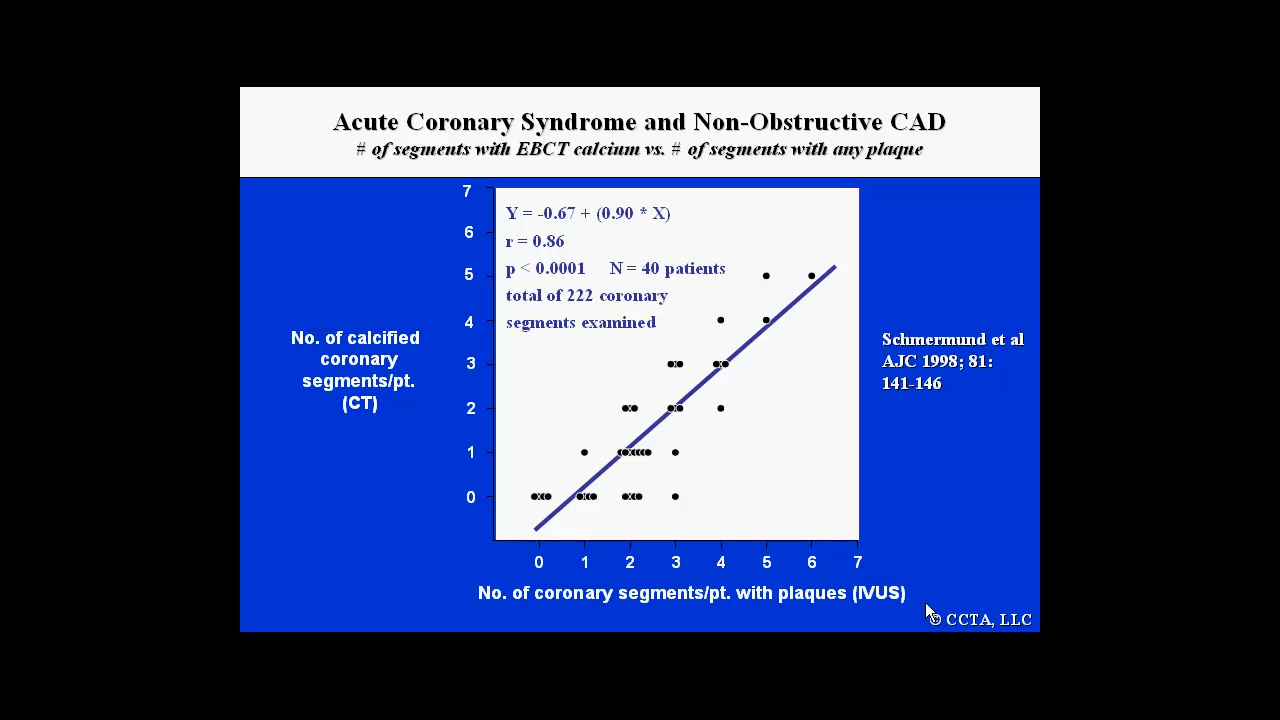 Acute Coronary Syndrome and Non-Obstructive CAD
# of segments with EBCT calcium vs. # of segments with any plaque
Y = -0.67 + (0.90 * X)
r = 0.86
p < 0.0001 N = 40 patients
total of 222 coronary
segments examined
7
6
5
4
3
2
1
0
No. of calcified
coronary
segments/pt.
(CT)
Schmermund et al
AJC 1998; 81:
141-146
0 1 2 3 4 5 6 7
No. of coronary segments/pt. with plaques (IVUS)
© CCTA, LLC